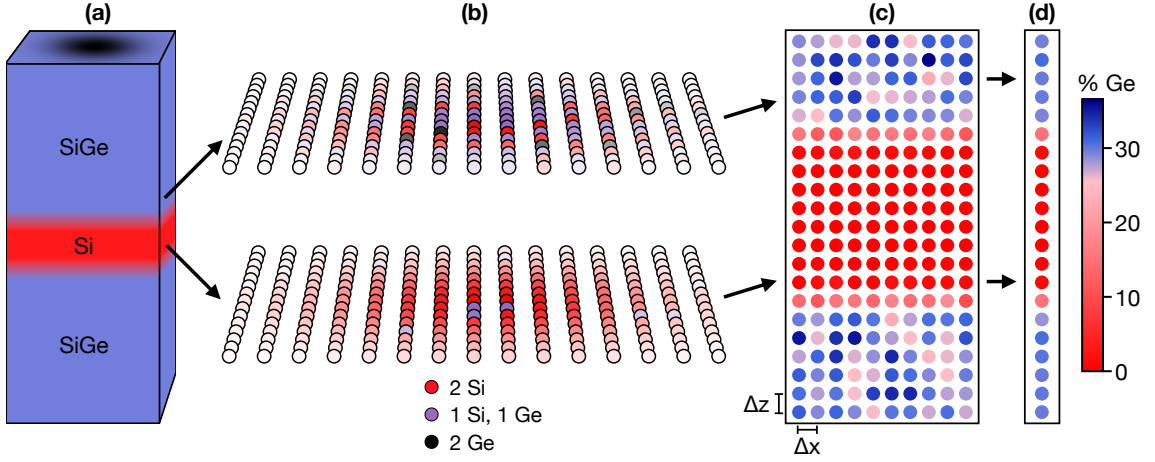 (a)
(b)
(c)
(d)
SiGe
Si
SiGe
2 Si
1 Si, 1 Ge
2 Ge
Δz
Δx
% Ge
30
20
10
0